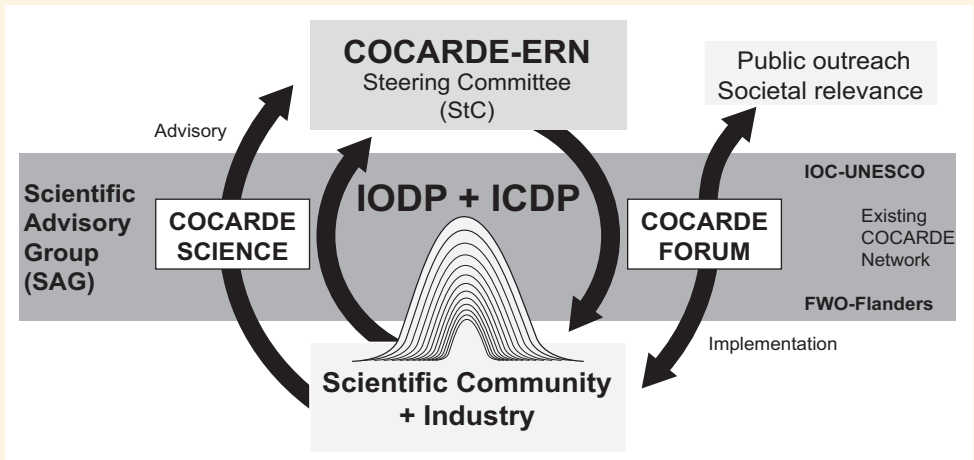 COCARDE-ERN
Steering Committee
(StC)
Public outreach
Societal relevance
Advisory
Scientific
Advisory
Group
(SAG)
COCARDE
SCIENCE
IODP + ICDP
COCARDE
FORUM
IOC-UNESCO
Existing
COCARDE
Network
FWO-Flanders
Implementation
Scientific Community
+ Industry